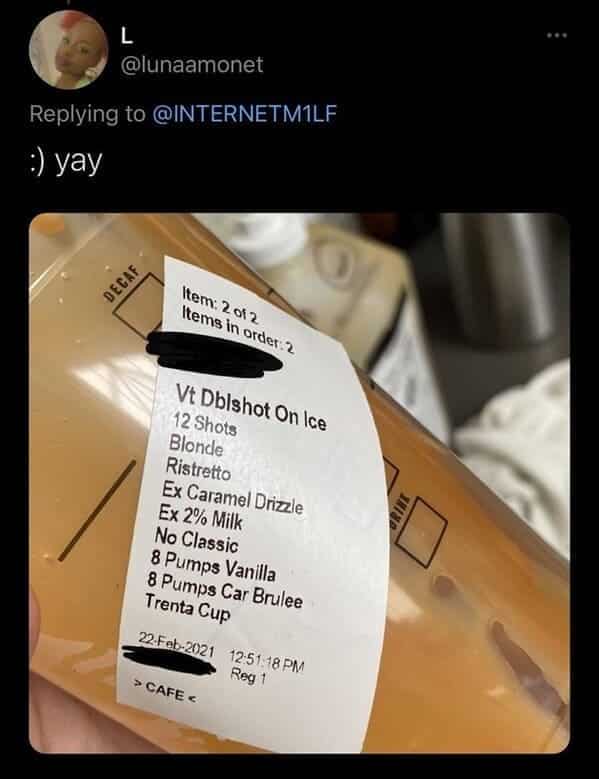 L
@lunaamonet
Replying to @INTERNETM1LF
:) yay
DECAF
Item: 2 of 2
Items in order: 2
Vt Dblshot On Ice
12 Shots
Blonde
Ristretto
Ex Caramel Drizzle
Ex 2% Milk
No Classic
8 Pumps Vanilla
8 Pumps Car Brulee
Trenta Cup
22-Feb-2021 12:51:18 PM
Reg 1
> CAFE <
DRINK